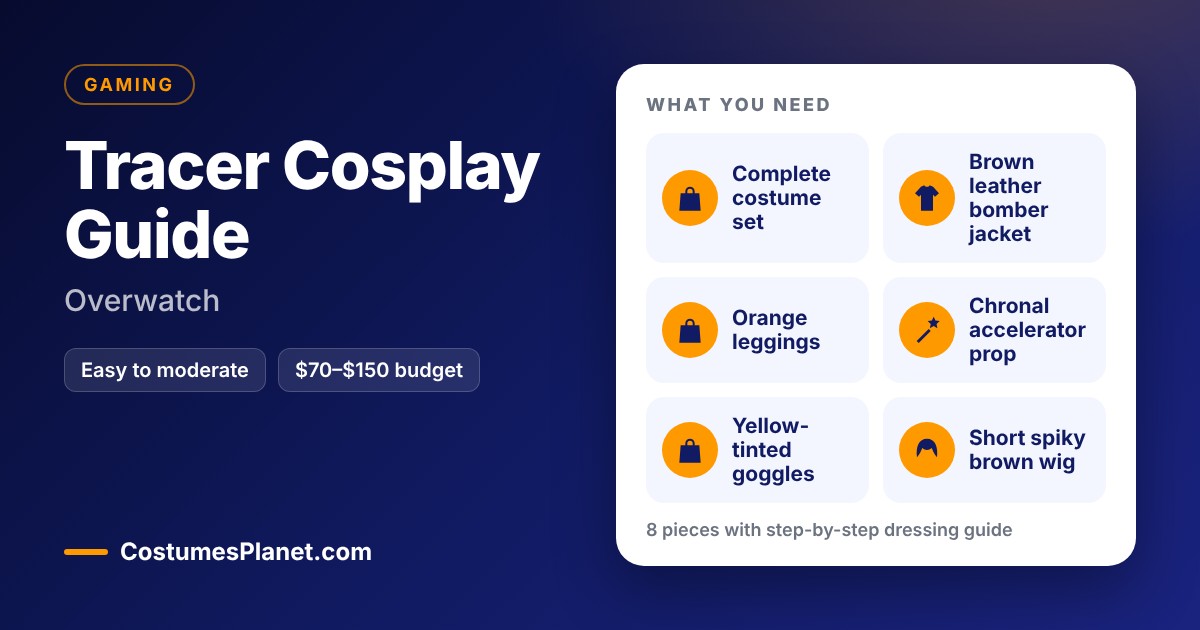 GAMING
Tracer Cosplay
Guide
Overwatch
Easy to moderate
$70–$150 budget
CostumesPlanet.com
WHAT YOU NEED
Complete
costume
set
Brown
leather
bomber
jacket
Orange
leggings
Chronal
accelerator
prop
Yellow-
tinted
goggles
Short spiky
brown wig
8 pieces with step-by-step dressing guide